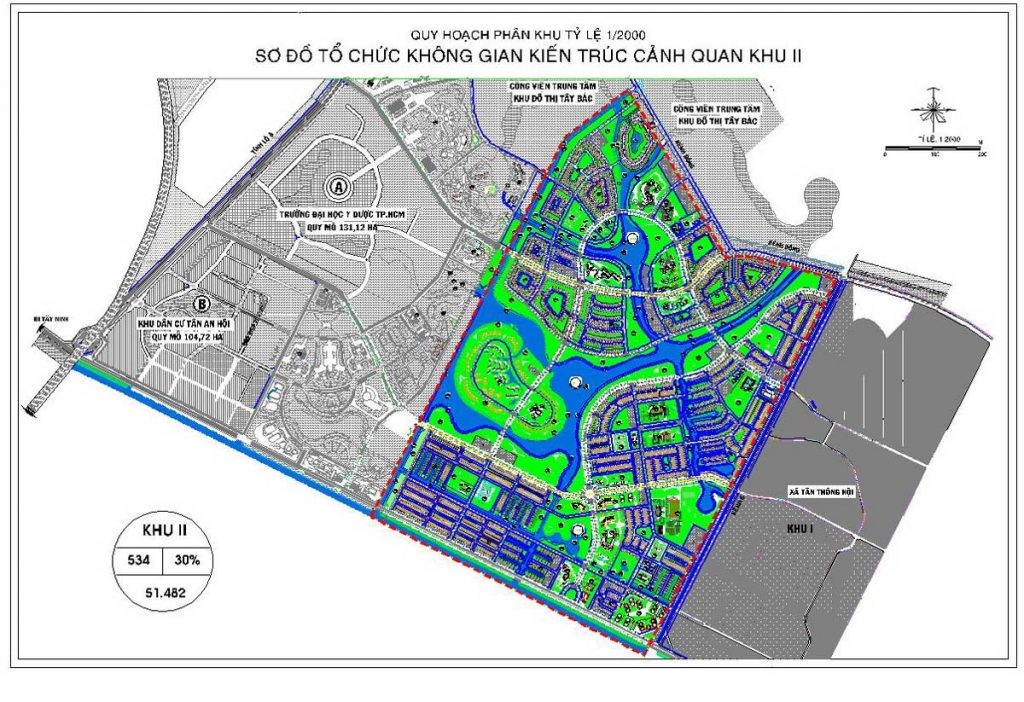 QUY HOẠCH PHÂN KHU TỶ LỆ 1/2000
SƠ ĐỒ TỔ CHỨC KHÔNG GIAN KIẾN TRÚC CẢNH QUAN KHU II
CÔNG VIÊN TRUNG TÂM
KHU ĐÔ THỊ TÂY BẮC
CÔNG VIÊN TRUNG TÂM
KHU ĐÔ THỊ TÂY BẮC
TỈ LỆ 1:2000
TỈNH LỘ 8
A
TRƯỜNG ĐẠI HỌC Y DƯỢC TP.HCM
QUY MÔ 131,12 HA
KÊNH ĐÔNG
B
KHU DÂN CƯ TÂN AN HỘI
QUY MÔ 104,72 HA
ĐI TÂY NINH
XÃ TÂN THÔNG HỘI
KHU I
KHU II
534
30%
51.482